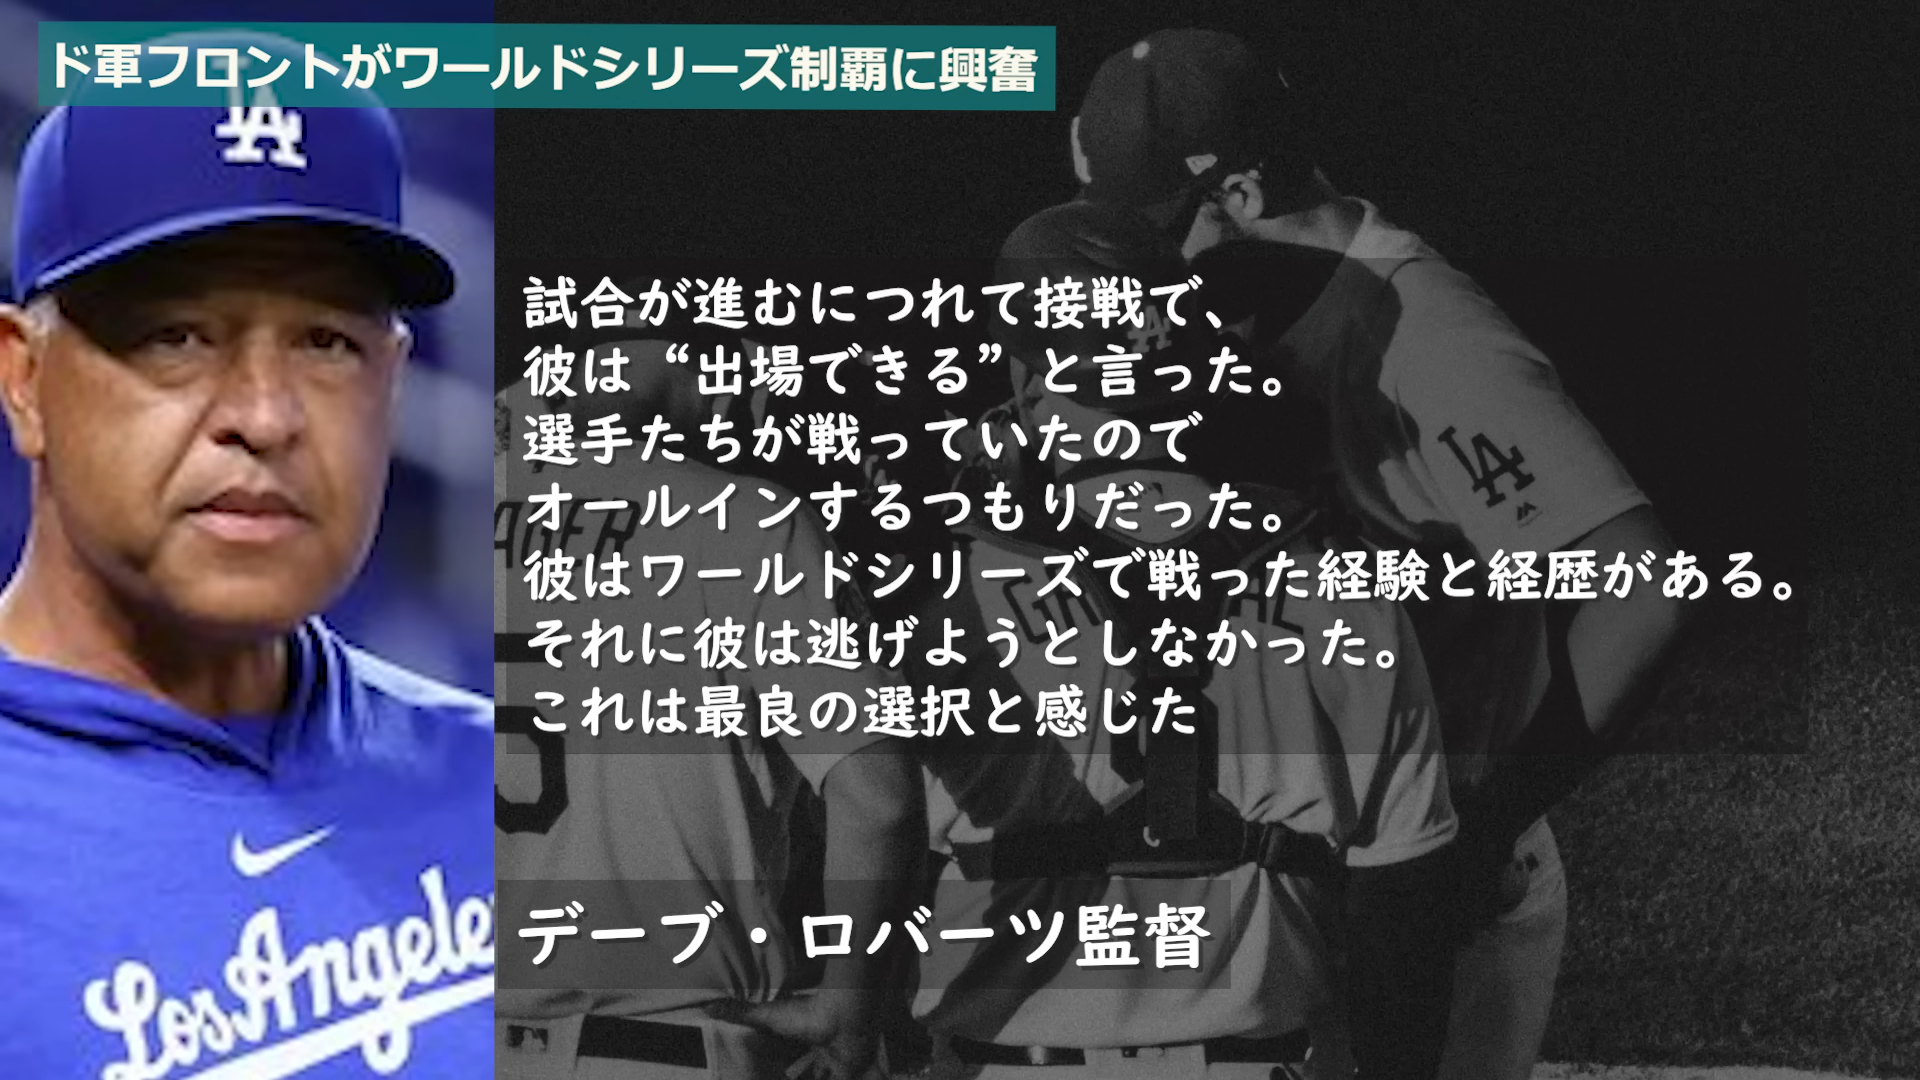 ド軍フロントがワールドシリーズ制覇に興奮
LA
試合が進むにつれて接戦で、
彼は“出場できる”と言った。
選手たちが戦っていたので
オールインするつもりだった。
彼はワールドシリーズで戦った経験と経歴がある。
それに彼は逃げようとしなかった。
これは最良の選択と感じた
LA
LA
AGER
5
デーブ・ロバーツ監督
Los Angele